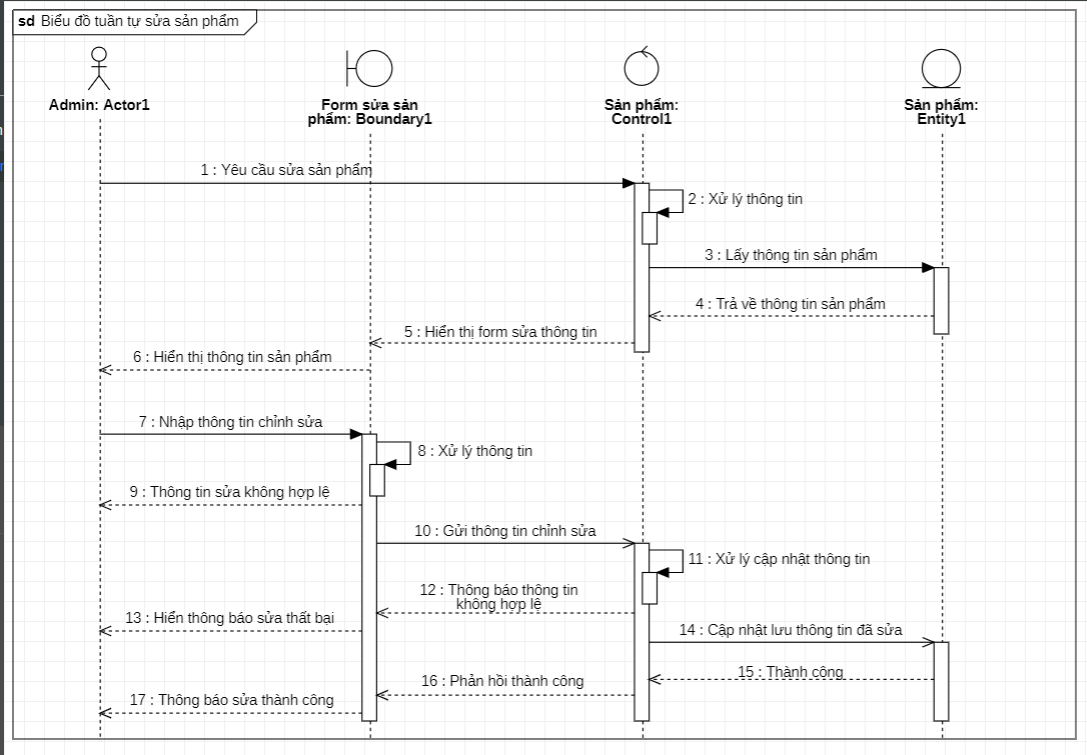 sd Biểu đồ tuần tự sửa sản phẩm
Admin: Actor1
Form sửa sản
phẩm: Boundary1
Sản phẩm:
Control1
Sản phẩm:
Entity1
1 : Yêu cầu sửa sản phẩm
2 : Xử lý thông tin
3 : Lấy thông tin sản phẩm
4 : Trả về thông tin sản phẩm
5 : Hiển thị form sửa thông tin
6 : Hiển thị thông tin sản phẩm
7 : Nhập thông tin chỉnh sửa
8 : Xử lý thông tin
9 : Thông tin sửa không hợp lệ
10 : Gửi thông tin chỉnh sửa
11 : Xử lý cập nhật thông tin
12 : Thông báo thông tin
không hợp lệ
13 : Hiển thông báo sửa thất bại
14 : Cập nhật lưu thông tin đã sửa
15 : Thành công
16 : Phản hồi thành công
17 : Thông báo sửa thành công